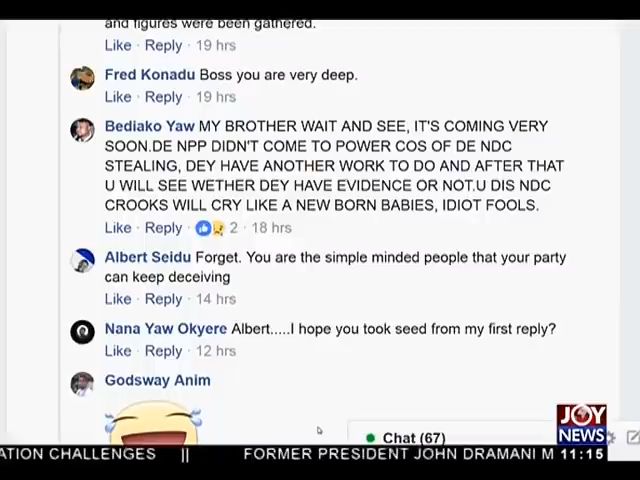 and figures were been gathered.
Like · Reply · 19 hrs
Fred Konadu Boss you are very deep.
Like · Reply · 19 hrs
Bediako Yaw MY BROTHER WAIT AND SEE, IT'S COMING VERY
SOON.DE NPP DIDN'T COME TO POWER COS OF DE NDC
STEALING, DEY HAVE ANOTHER WORK TO DO AND AFTER THAT
U WILL SEE WETHER DEY HAVE EVIDENCE OR NOT.U DIS NDC
CROOKS WILL CRY LIKE A NEW BORN BABIES, IDIOT FOOLS.
Like · Reply · 2 · 18 hrs
Albert Seidu Forget. You are the simple minded people that your party
can keep deceiving
Like · Reply · 14 hrs
Nana Yaw Okyere Albert.....I hope you took seed from my first reply?
Like · Reply · 12 hrs
Godsway Anim
Chat (67)
JOY
NEWS
ATION CHALLENGES || FORMER PRESIDENT JOHN DRAMANI M 11:15